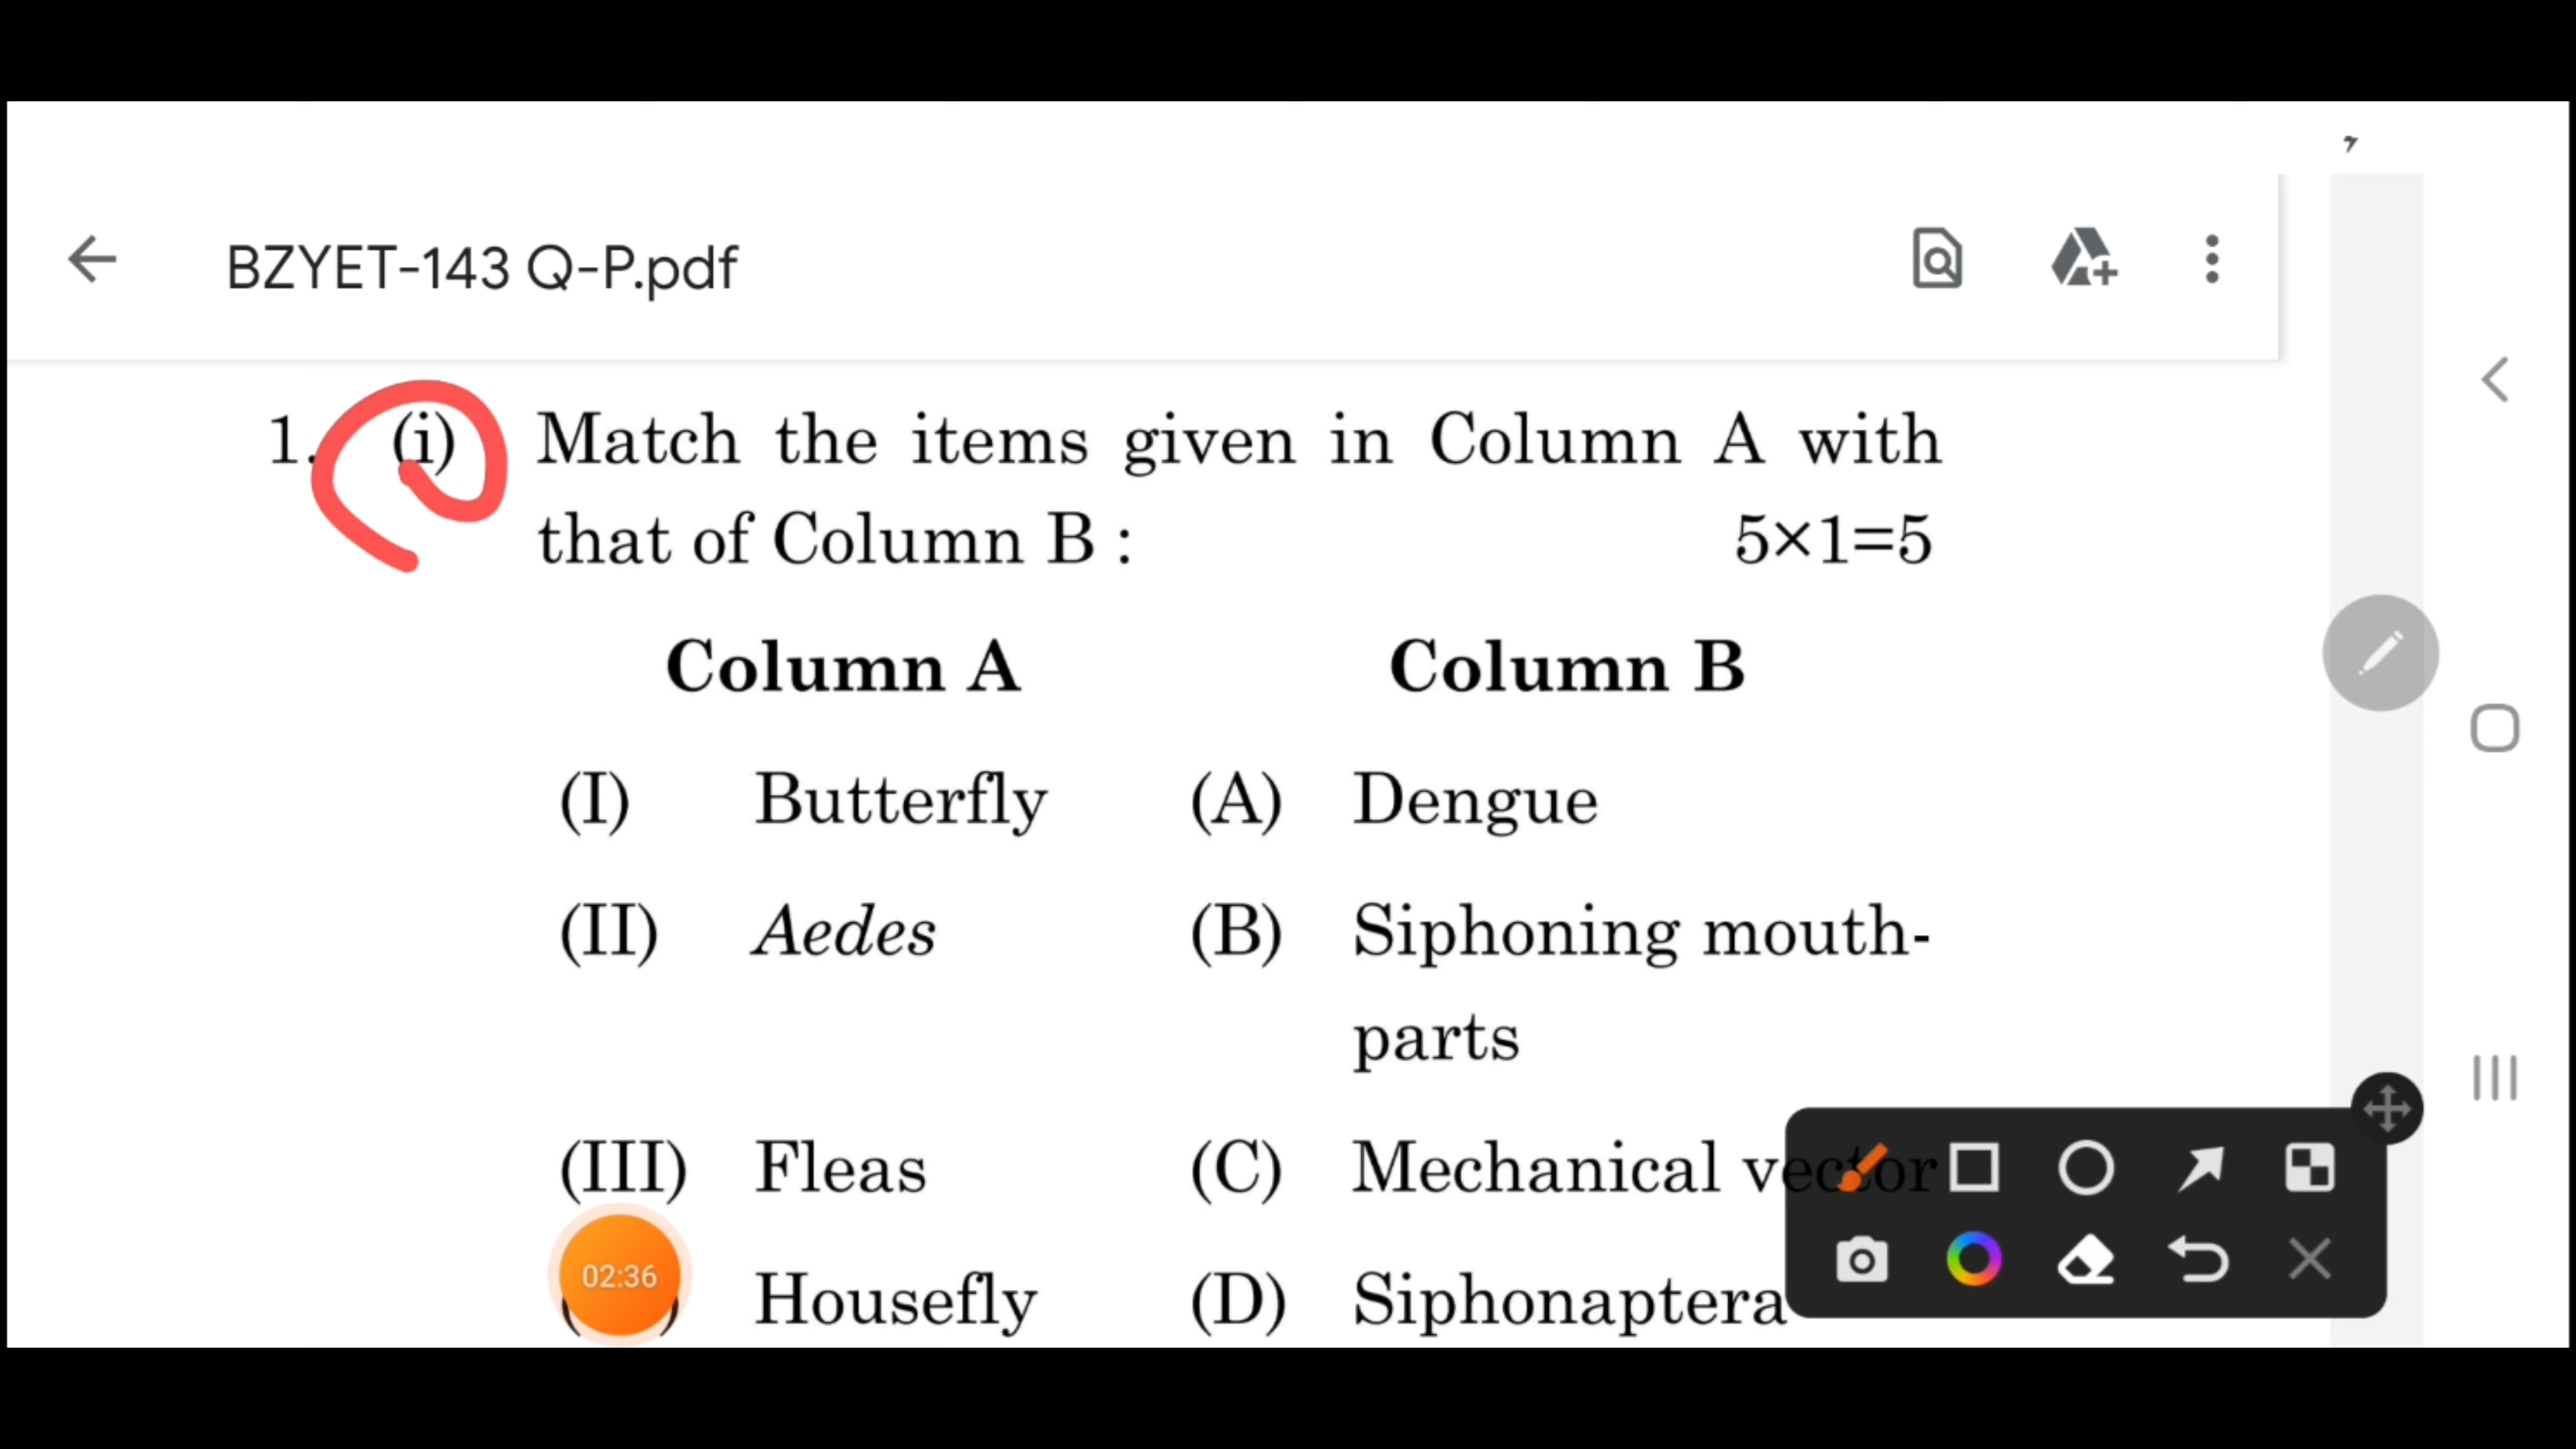 BZYET-143 Q-P.pdf
1. (i) Match the items given in Column A with
that of Column B : 5×1=5
Column A Column B
(I) Butterfly (A) Dengue
(II) Aedes (B) Siphoning mouth-
parts
(III) Fleas (C) Mechanical vector
02:36
Housefly (D) Siphonaptera